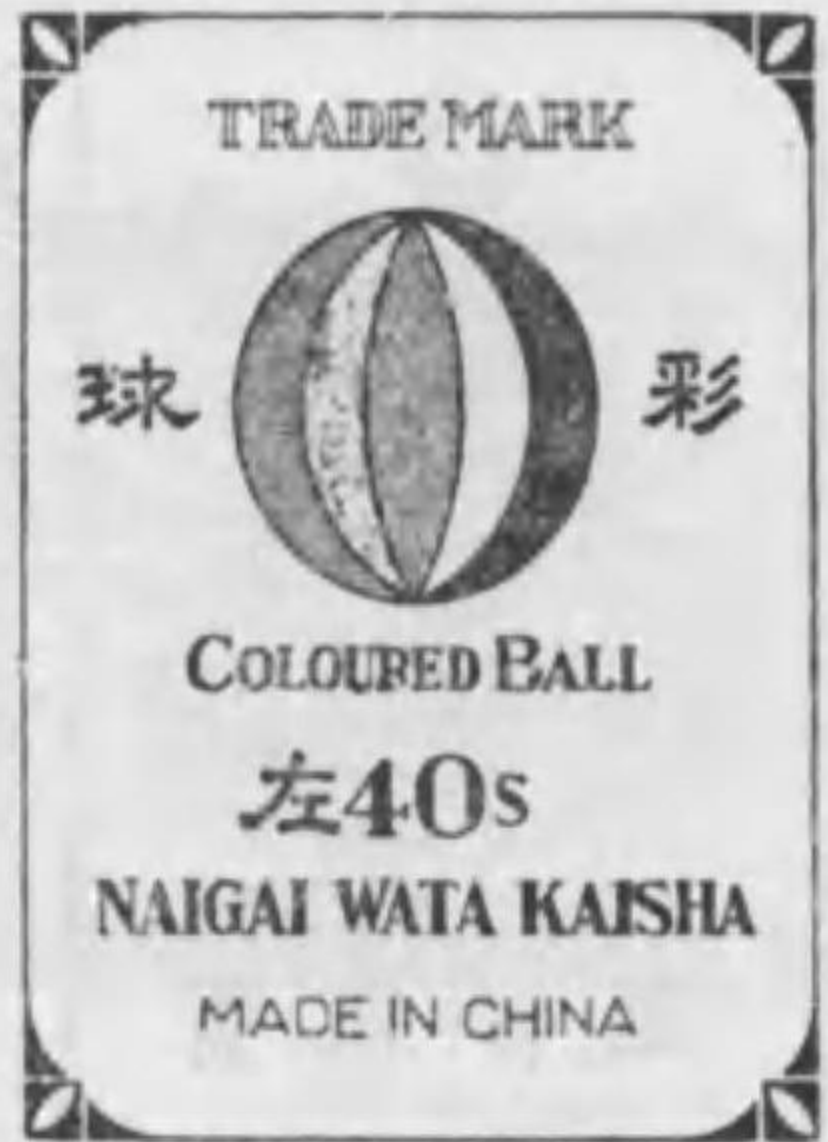 TRADE MARK
彩球
COLOURED BALL
左40s
NAIGAI WATA KAISHA
MADE IN CHINA